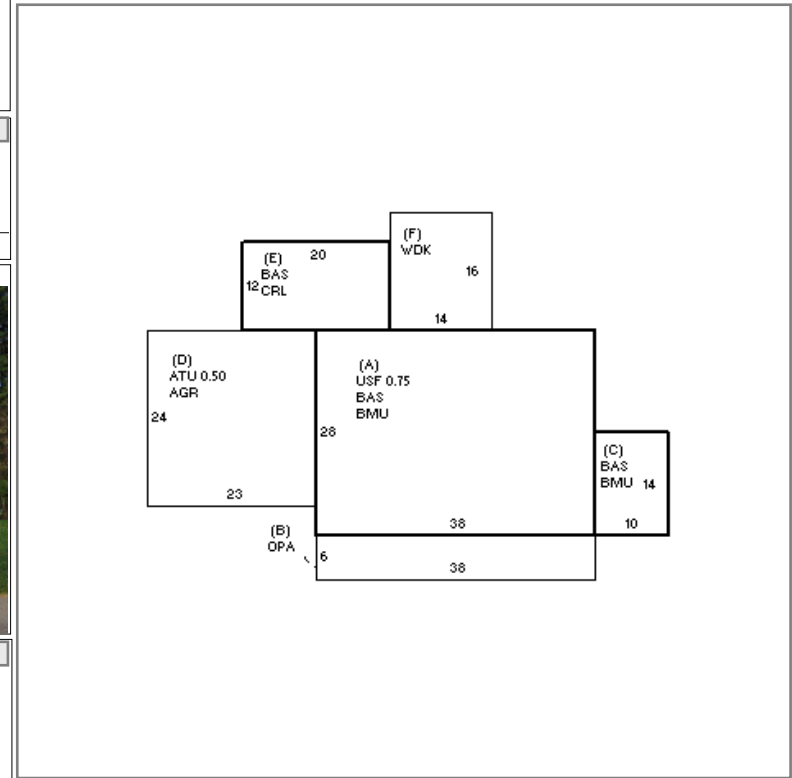 (F)
WDK
16
14
(E)
BAS
CRL
20
12
(D)
ATU 0.50
AGR
24
23
(A)
USF 0.75
BAS
BMU
28
38
(C)
BAS
BMU
14
10
(B)
OPA
6
38